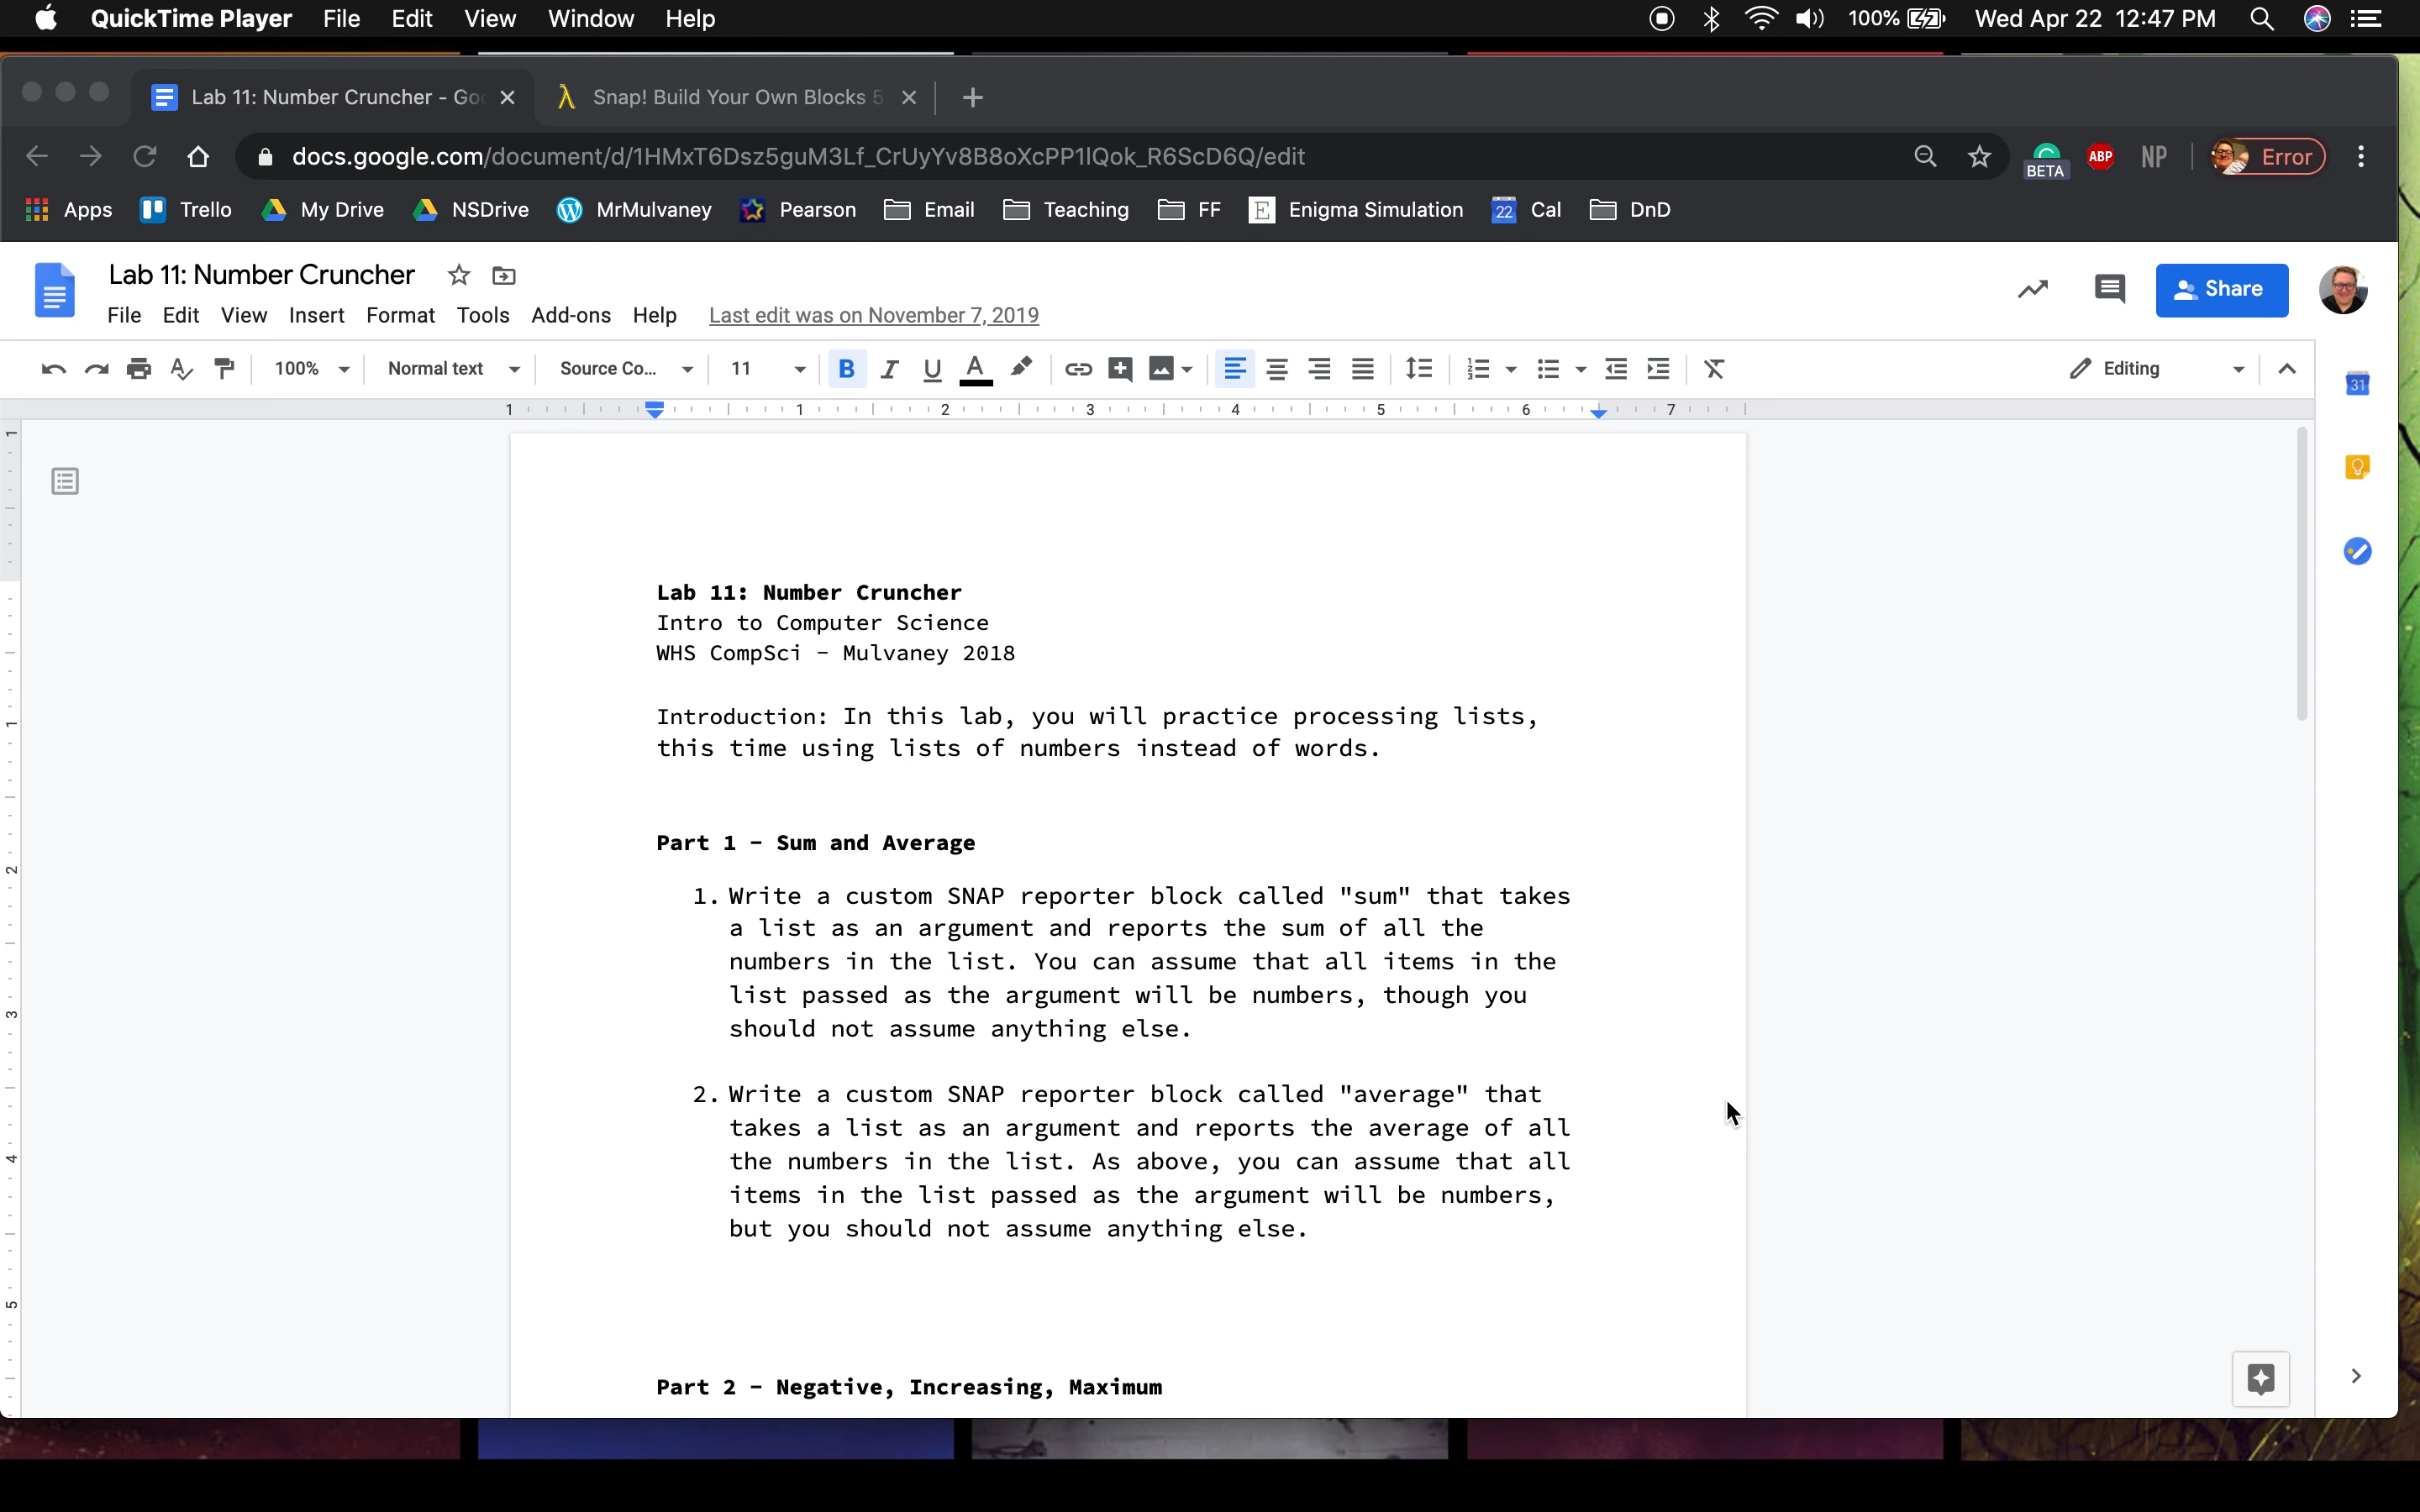 QuickTime Player File Edit View Window Help 100% Wed Apr 22 12:47 PM
Lab 11: Number Cruncher - Goo Snap! Build Your Own Blocks 5
docs.google.com/document/d/1HMxT6Dsz5guM3Lf_CrUyYv8B8oXcPP1lQok_R6ScD6Q/edit BETA ABP NP Error
Apps Trello My Drive NSDrive MrMulvaney Pearson Email Teaching FF E Enigma Simulation 22 Cal DnD
Lab 11: Number Cruncher
Share
File Edit View Insert Format Tools Add-ons Help Last edit was on November 7, 2019
100% Normal text Source Co... 11 B I U A Editing
31
1 1 2 3 4 5 6 7
1
1
2
3
4
5
Lab 11: Number Cruncher
Intro to Computer Science
WHS CompSci - Mulvaney 2018
Introduction: In this lab, you will practice processing lists,
this time using lists of numbers instead of words.
Part 1 - Sum and Average
1. Write a custom SNAP reporter block called "sum" that takes
a list as an argument and reports the sum of all the
numbers in the list. You can assume that all items in the
list passed as the argument will be numbers, though you
should not assume anything else.
2. Write a custom SNAP reporter block called "average" that
takes a list as an argument and reports the average of all
the numbers in the list. As above, you can assume that all
items in the list passed as the argument will be numbers,
but you should not assume anything else.
Part 2 - Negative, Increasing, Maximum